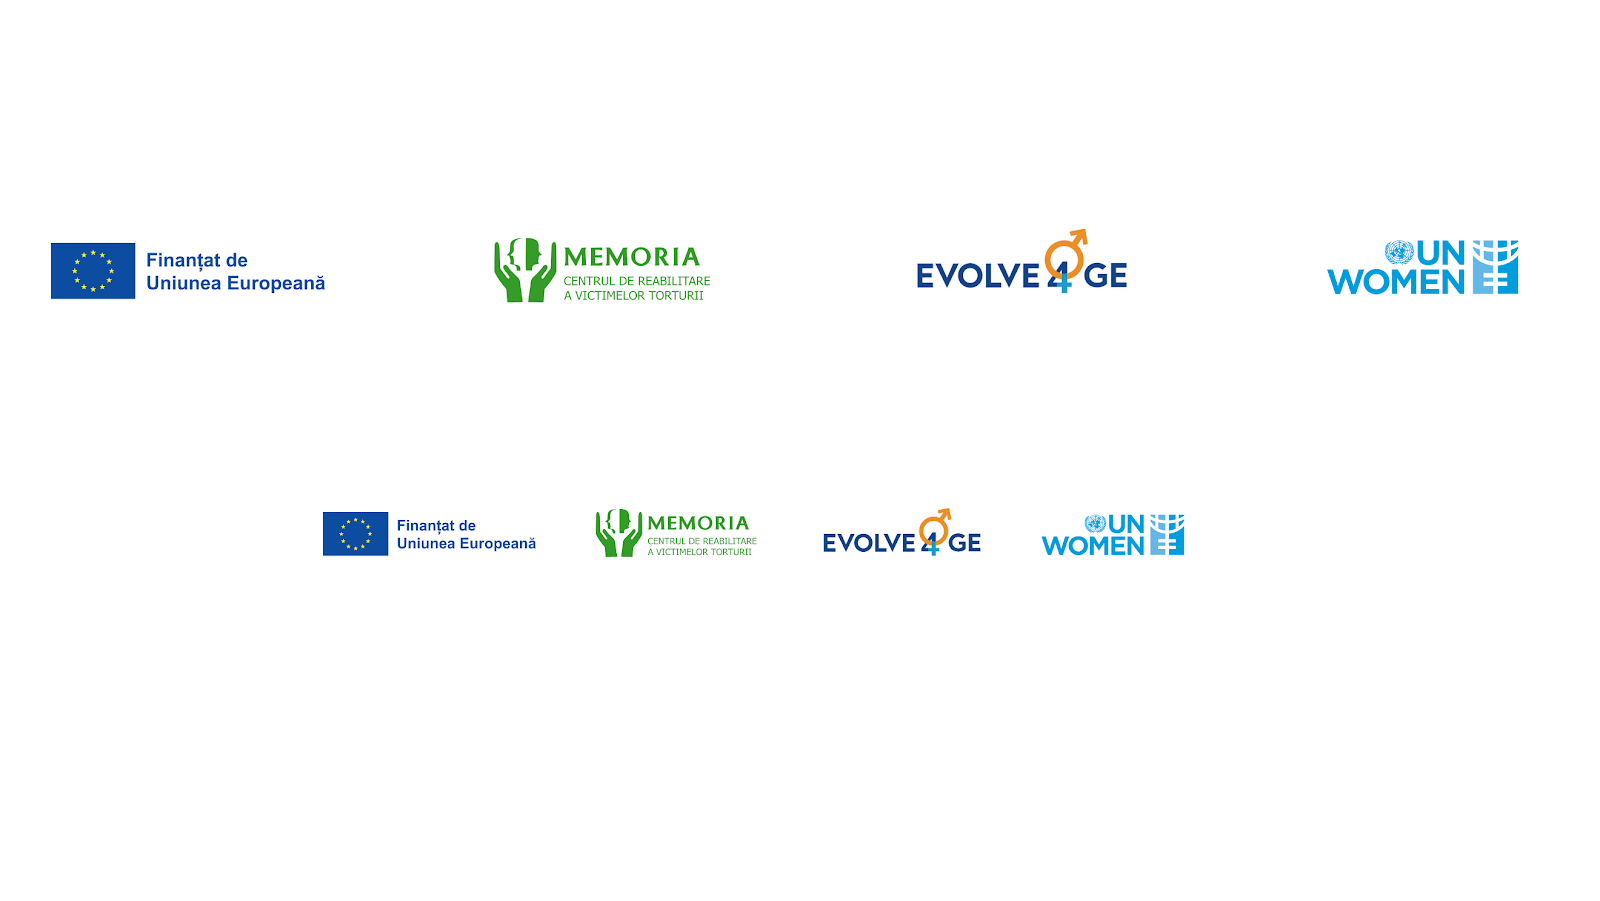 Finanțat de
Uniunea Europeană
MEMORIA
CENTRUL DE REABILITARE
A VICTIMELOR TORTURII
EVOLVE 4 GE
UN
WOMEN
Finanțat de
Uniunea Europeană
MEMORIA
CENTRUL DE REABILITARE
A VICTIMELOR TORTURII
EVOLVE 4 GE
UN
WOMEN